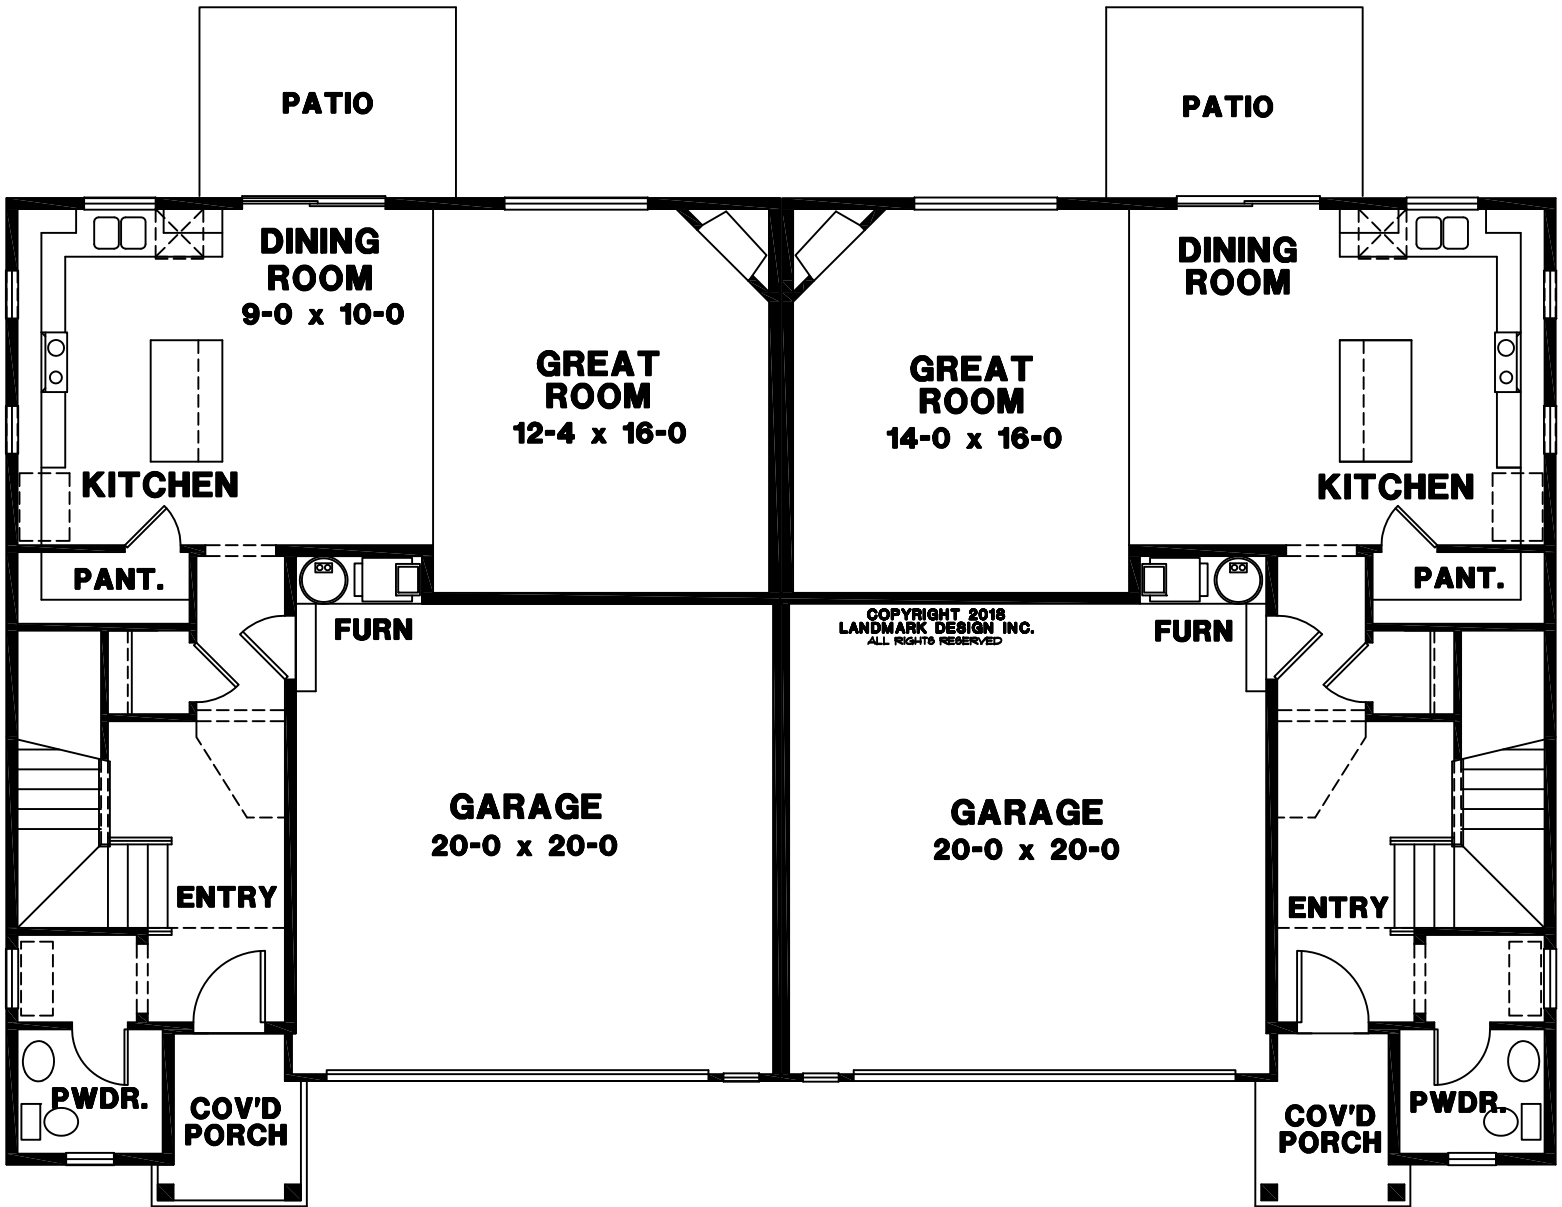 PATIO
PATIO
DINING
ROOM
9-0 x 10-0
DINING
ROOM
GREAT
ROOM
12-4 x 16-0
GREAT
ROOM
14-0 x 16-0
KITCHEN
KITCHEN
PANT.
PANT.
FURN
COPYRIGHT 2018
LANDMARK DESIGN INC.
ALL RIGHTS RESERVED
FURN
GARAGE
20-0 x 20-0
GARAGE
20-0 x 20-0
ENTRY
ENTRY
PWDR.
COV'D
PORCH
COV'D
PORCH
PWDR.